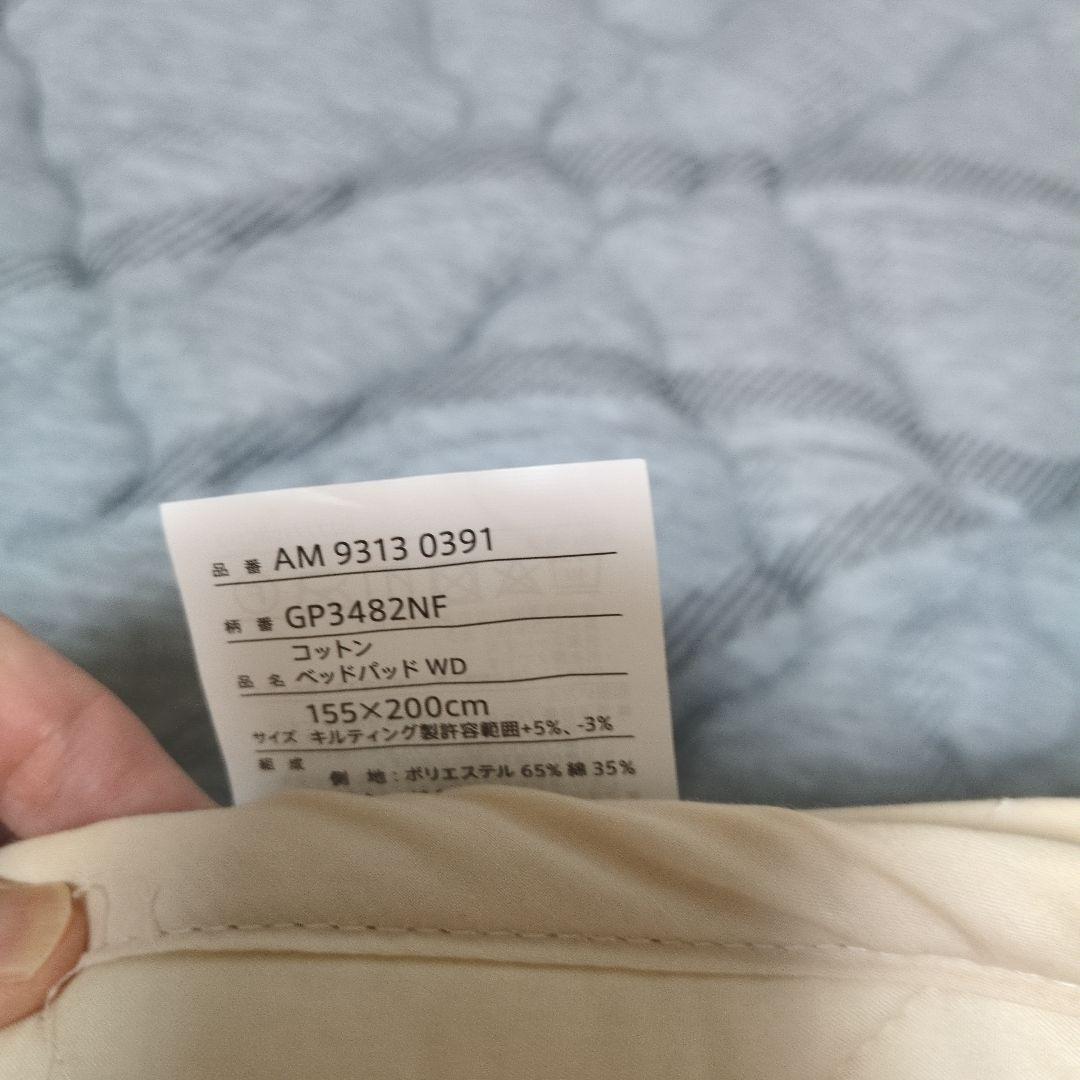 品 番 AM 9313 0391
柄 番 GP3482NF
コットン
品 名 ベッドパッド WD
155×200cm
サイズ キルティング製許容範囲+5%、-3%
組 成
側 地：ポリエステル 65% 綿 35%